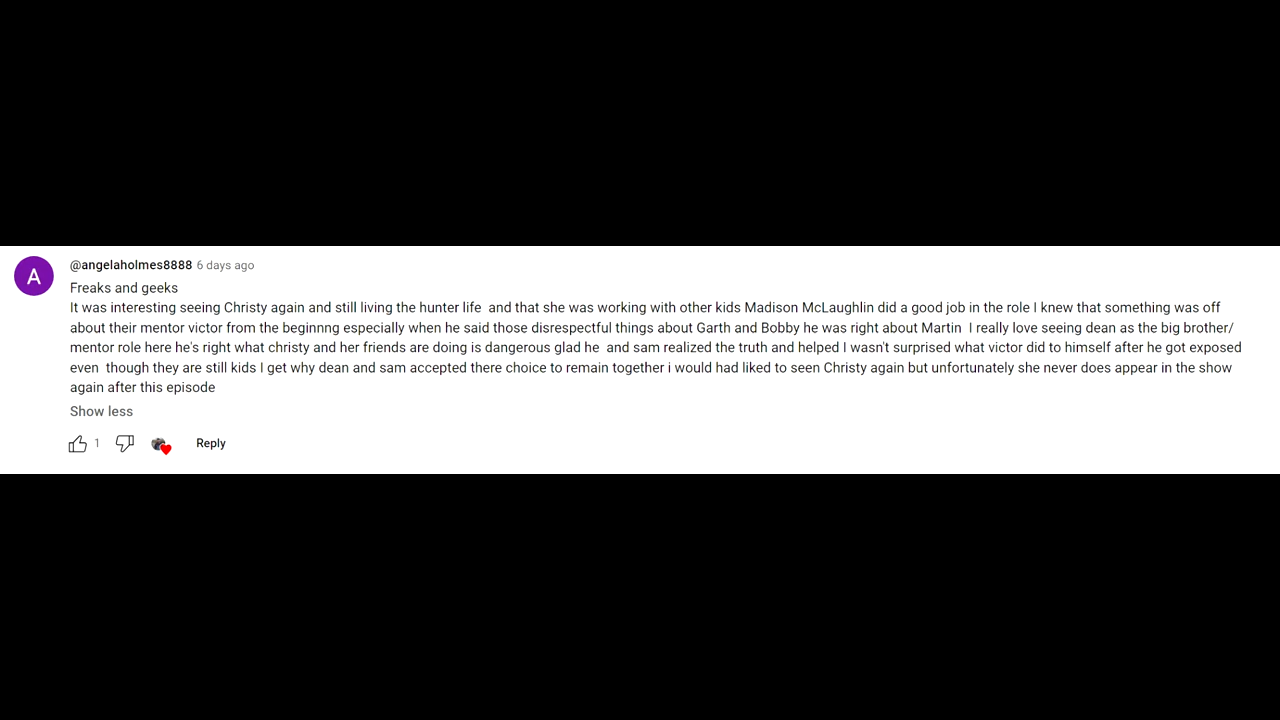 @angelaholmes8888 6 days ago
Freaks and geeks
It was interesting seeing Christy again and still living the hunter life  and that she was working with other kids Madison McLaughlin did a good job in the role I knew that something was off
about their mentor victor from the beginnng especially when he said those disrespectful things about Garth and Bobby he was right about Martin  I really love seeing dean as the big brother/
mentor role here he's right what christy and her friends are doing is dangerous glad he  and sam realized the truth and helped I wasn't surprised what victor did to himself after he got exposed
even  though they are still kids I get why dean and sam accepted there choice to remain together i would had liked to seen Christy again but unfortunately she never does appear in the show
again after this episode
Show less
1 Reply
A